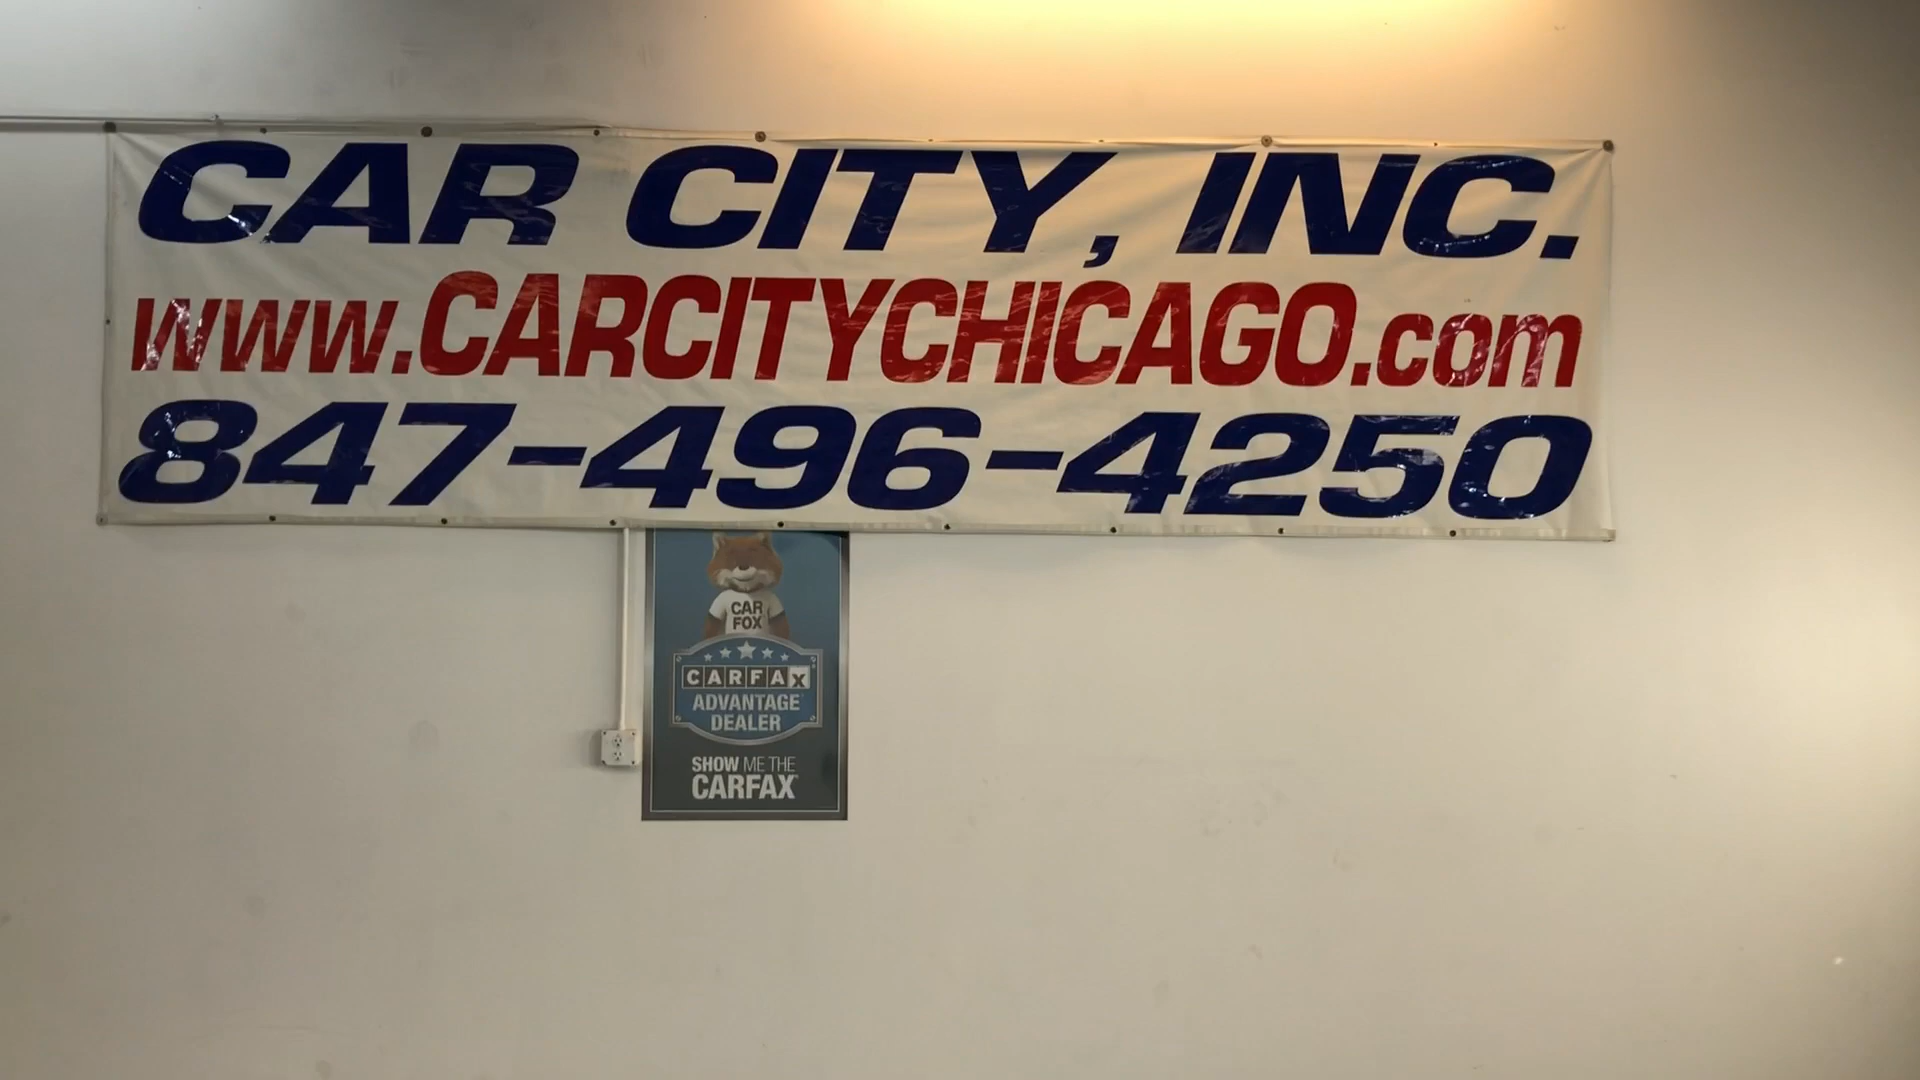 CAR CITY, INC.
www.CARCITYCHICAGO.com
847-496-4250
CAR
FOX
CARFAX
ADVANTAGE
DEALER
SHOW ME THE
CARFAX